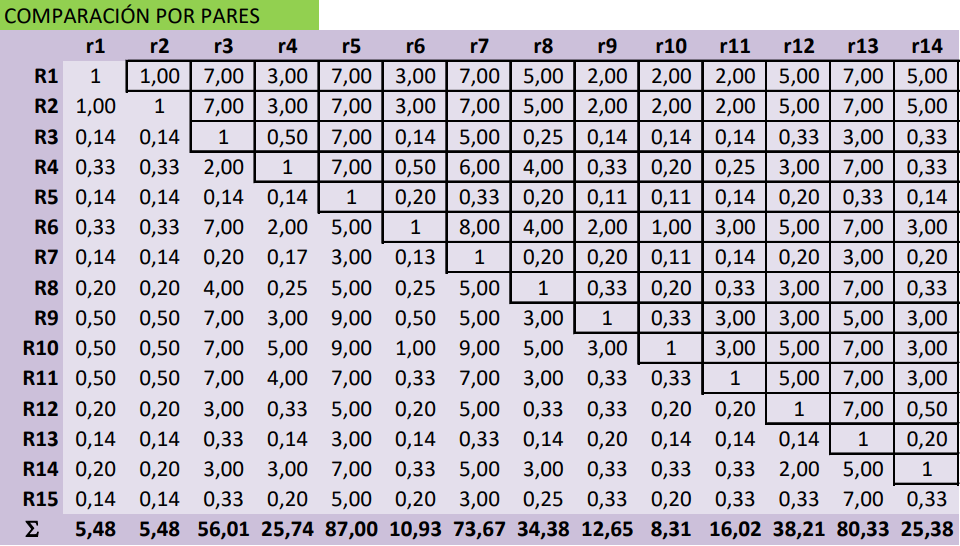 COMPARACIÓN POR PARES
r1 r2 r3 r4 r5 r6 r7 r8 r9 r10 r11 r12 r13 r14
R1 1 1,00 7,00 3,00 7,00 3,00 7,00 5,00 2,00 2,00 2,00 5,00 7,00 5,00
R2 1,00 1 7,00 3,00 7,00 3,00 7,00 5,00 2,00 2,00 2,00 5,00 7,00 5,00
R3 0,14 0,14 1 0,50 7,00 0,14 5,00 0,25 0,14 0,14 0,14 0,33 3,00 0,33
R4 0,33 0,33 2,00 1 7,00 0,50 6,00 4,00 0,33 0,20 0,25 3,00 7,00 0,33
R5 0,14 0,14 0,14 0,14 1 0,20 0,33 0,20 0,11 0,11 0,14 0,20 0,33 0,14
R6 0,33 0,33 7,00 2,00 5,00 1 8,00 4,00 2,00 1,00 3,00 5,00 7,00 3,00
R7 0,14 0,14 0,20 0,17 3,00 0,13 1 0,20 0,20 0,11 0,14 0,20 3,00 0,20
R8 0,20 0,20 4,00 0,25 5,00 0,25 5,00 1 0,33 0,20 0,33 3,00 7,00 0,33
R9 0,50 0,50 7,00 3,00 9,00 0,50 5,00 3,00 1 0,33 3,00 3,00 5,00 3,00
R10 0,50 0,50 7,00 5,00 9,00 1,00 9,00 5,00 3,00 1 3,00 5,00 7,00 3,00
R11 0,50 0,50 7,00 4,00 7,00 0,33 7,00 3,00 0,33 0,33 1 5,00 7,00 3,00
R12 0,20 0,20 3,00 0,33 5,00 0,20 5,00 0,33 0,33 0,20 0,20 1 7,00 0,50
R13 0,14 0,14 0,33 0,14 3,00 0,14 0,33 0,14 0,20 0,14 0,14 0,14 1 0,20
R14 0,20 0,20 3,00 3,00 7,00 0,33 5,00 3,00 0,33 0,33 0,33 2,00 5,00 1
R15 0,14 0,14 0,33 0,20 5,00 0,20 3,00 0,25 0,33 0,20 0,33 0,33 7,00 0,33
Σ 5,48 5,48 56,01 25,74 87,00 10,93 73,67 34,38 12,65 8,31 16,02 38,21 80,33 25,38